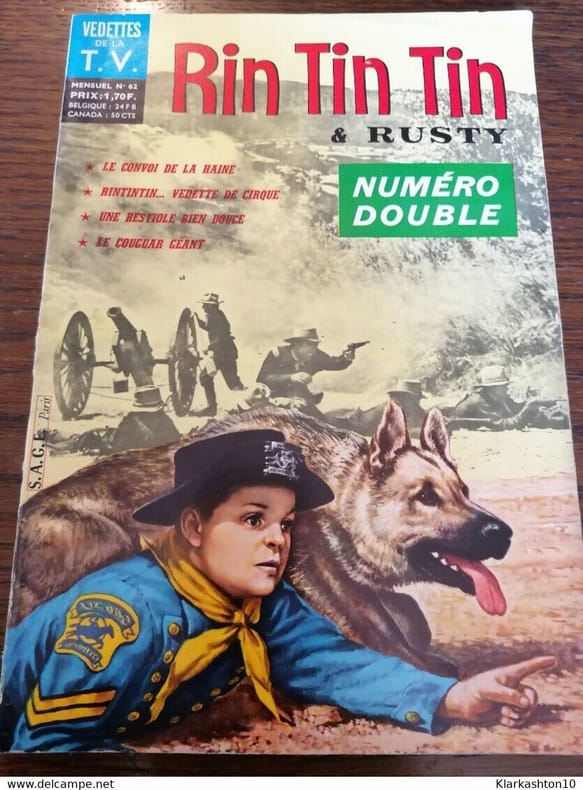 VEDETTES
DE LA
T.V.
MENSUEL N° 62
PRIX: 1,70F.
BELGIQUE : 24 FB
CANADA : 50 CTS
Rin Tin Tin
& RUSTY
★ LE CONVOI DE LA HAINE
★ RINTINTIN... VEDETTE DE CIRQUE
★ UNE BESTIOLE BIEN DOUCE
★ LE COUGUAR GÉANT
NUMÉRO
DOUBLE
S.A.G.E. Paris
delcampe.net
Klarkashton10